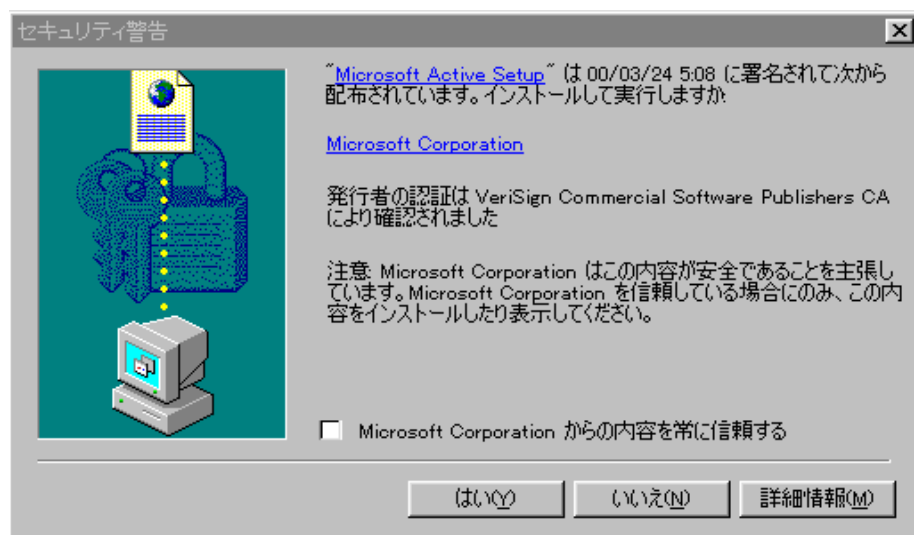 セキュリティ警告
"Microsoft Active Setup" は 00/03/24 5:08 に署名されて次から
配布されています。インストールして実行しますか
Microsoft Corporation
発行者の認証は VeriSign Commercial Software Publishers CA
により確認されました
注意: Microsoft Corporation はこの内容が安全であることを主張し
ています。Microsoft Corporation を信頼している場合にのみ、この内
容をインストールしたり表示してください。
Microsoft Corporation からの内容を常に信頼する
はい(Y)
いいえ(N)
詳細情報(M)